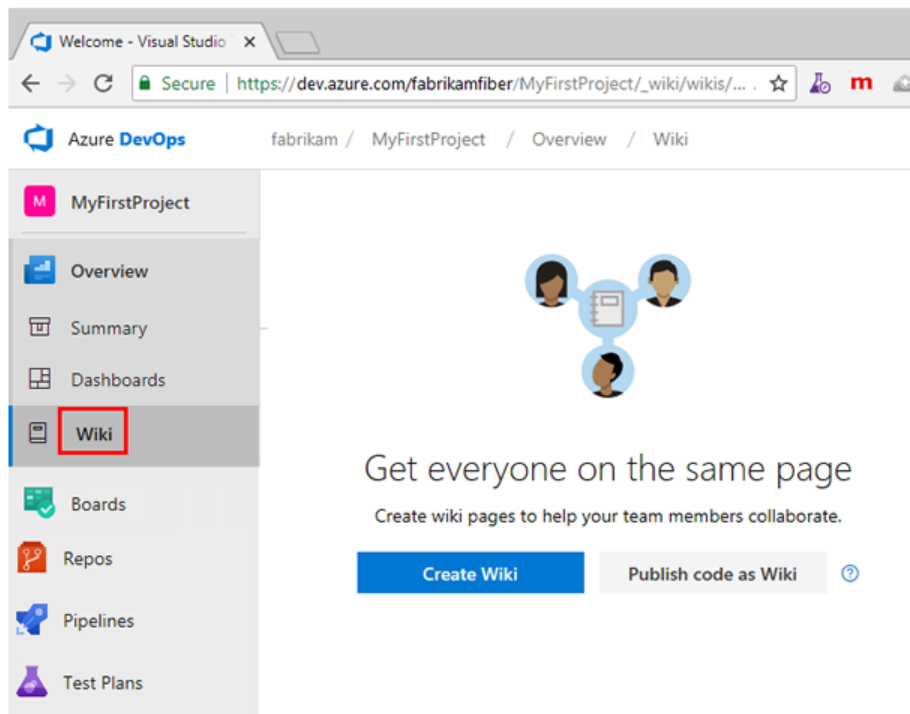 Welcome - Visual Studio
Secure | https://dev.azure.com/fabrikamfiber/MyFirstProject/_wiki/wikis/... .
m
Azure DevOps fabrikam / MyFirstProject / Overview / Wiki
M MyFirstProject
Overview
Summary
Dashboards
Wiki
Boards
Repos
Pipelines
Test Plans
Get everyone on the same page
Create wiki pages to help your team members collaborate.
Create Wiki Publish code as Wiki ?